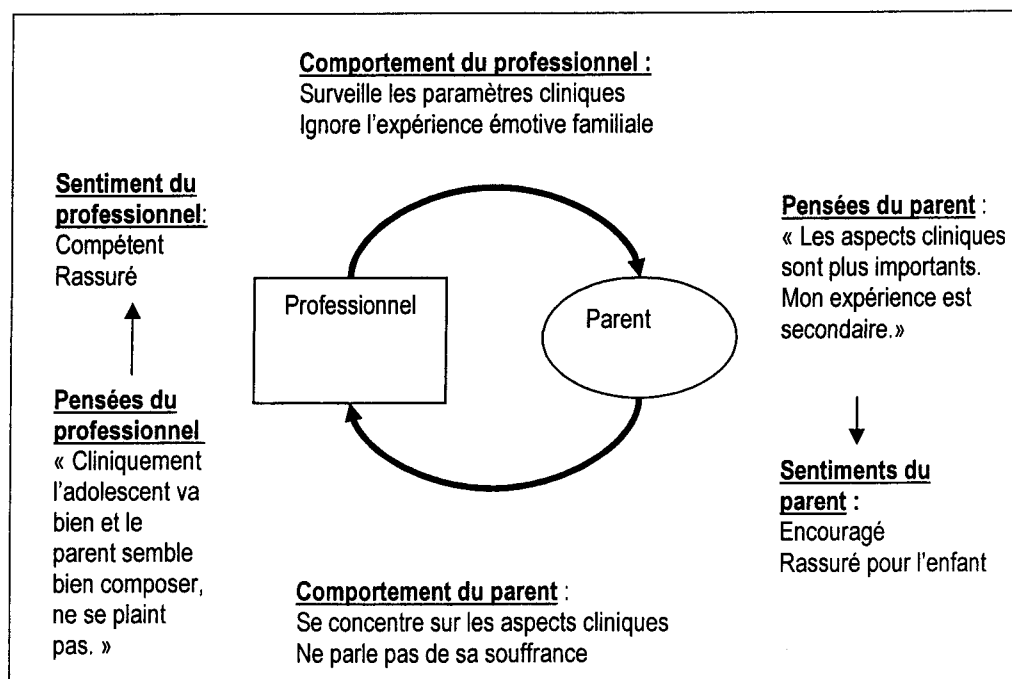 Comportement du professionnel :
Surveille les paramètres cliniques
Ignore l'expérience émotive familiale
Sentiment du
professionnel:
Compétent
Rassuré
Pensées du parent :
« Les aspects cliniques
sont plus importants.
Mon expérience est
secondaire.»
Professionnel
Parent
Pensées du
professionnel
« Cliniquement
l'adolescent va
bien et le
parent semble
bien composer,
ne se plaint
pas. »
Sentiments du
parent :
Encouragé
Rassuré pour l'enfant
Comportement du parent :
Se concentre sur les aspects cliniques
Ne parle pas de sa souffrance